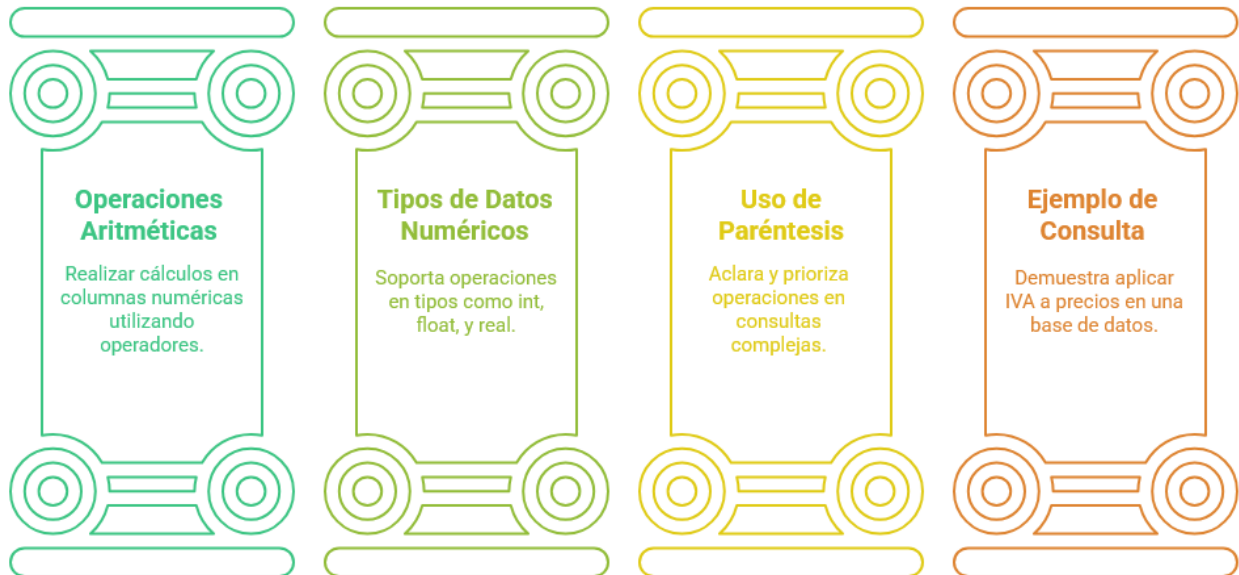 Operaciones
Aritméticas
Realizar cálculos en
columnas numéricas
utilizando
operadores.
Tipos de Datos
Numéricos
Soporta operaciones
en tipos como int,
float, y real.
Uso de
Paréntesis
Aclara y prioriza
operaciones en
consultas
complejas.
Ejemplo de
Consulta
Demuestra aplicar
IVA a precios en una
base de datos.